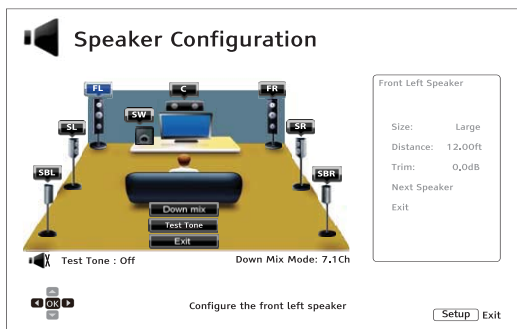 Speaker Configuration
FL
C
FR
SW
SL
SR
SBL
SBR
Down mix
Test Tone
Exit
Test Tone : Off
Down Mix Mode: 7.1Ch
Front Left Speaker
Size: Large
Distance: 12.00ft
Trim: 0.0dB
Next Speaker
Exit
OK
Configure the front left speaker
Setup Exit